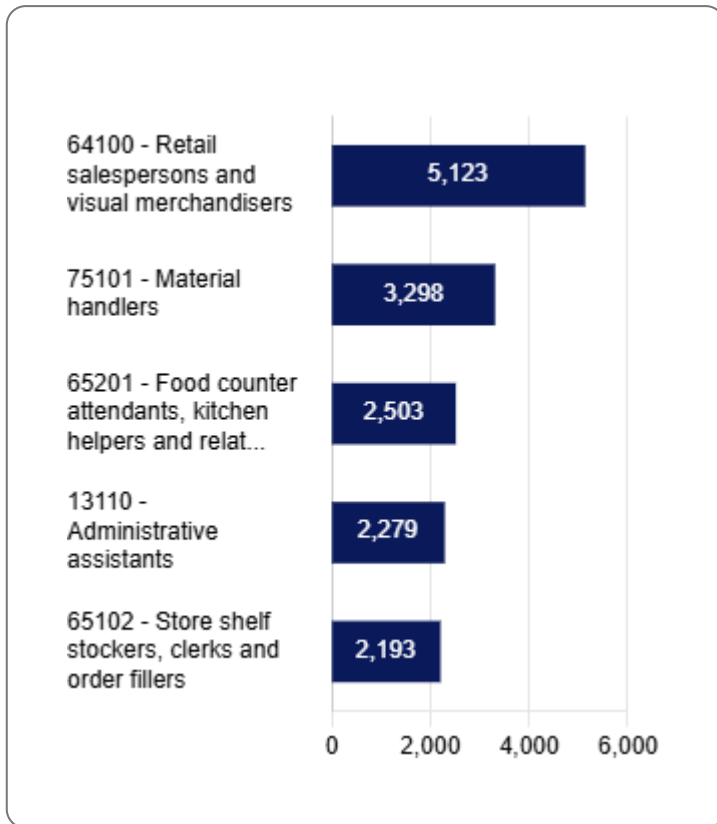 64100 - Retail
salespersons and
visual merchandisers
5,123
75101 - Material
handlers
3,298
65201 - Food counter
attendants, kitchen
helpers and relat...
2,503
13110 -
Administrative
assistants
2,279
65102 - Store shelf
stockers, clerks and
order fillers
2,193
0 2,000 4,000 6,000